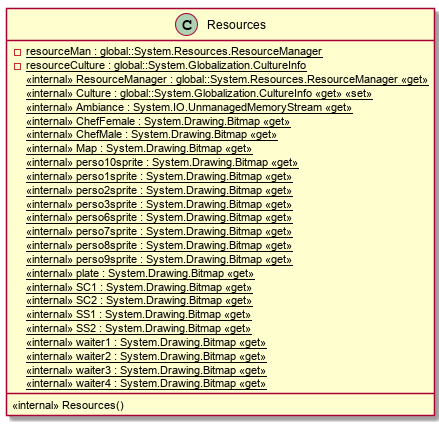 C Resources
resourceMan : global::System.Resources.ResourceManager
resourceCulture : global::System.Globalization.CultureInfo
«internal» ResourceManager : global::System.Resources.ResourceManager «get»
«internal» Culture : global::System.Globalization.CultureInfo «get» «set»
«internal» Ambiance : System.IO.UnmanagedMemoryStream «get»
«internal» ChefFemale : System.Drawing.Bitmap «get»
«internal» ChefMale : System.Drawing.Bitmap «get»
«internal» Map : System.Drawing.Bitmap «get»
«internal» perso10sprite : System.Drawing.Bitmap «get»
«internal» perso1sprite : System.Drawing.Bitmap «get»
«internal» perso2sprite : System.Drawing.Bitmap «get»
«internal» perso3sprite : System.Drawing.Bitmap «get»
«internal» perso6sprite : System.Drawing.Bitmap «get»
«internal» perso7sprite : System.Drawing.Bitmap «get»
«internal» perso8sprite : System.Drawing.Bitmap «get»
«internal» perso9sprite : System.Drawing.Bitmap «get»
«internal» plate : System.Drawing.Bitmap «get»
«internal» SC1 : System.Drawing.Bitmap «get»
«internal» SC2 : System.Drawing.Bitmap «get»
«internal» SS1 : System.Drawing.Bitmap «get»
«internal» SS2 : System.Drawing.Bitmap «get»
«internal» waiter1 : System.Drawing.Bitmap «get»
«internal» waiter2 : System.Drawing.Bitmap «get»
«internal» waiter3 : System.Drawing.Bitmap «get»
«internal» waiter4 : System.Drawing.Bitmap «get»
«internal» Resources()